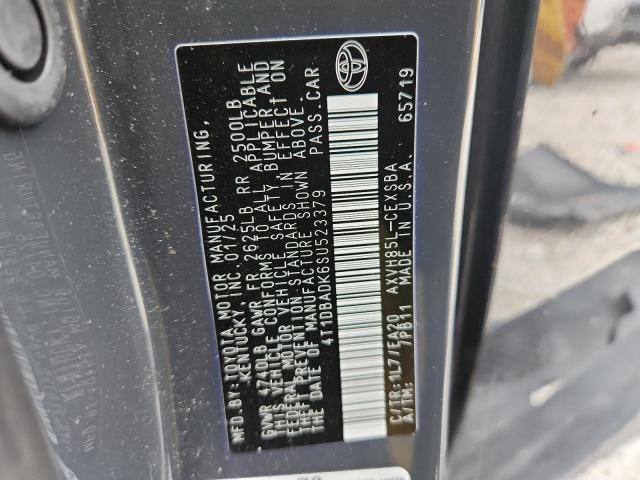 MFD BY:TOYOTA MOTOR MANUFACTURING,
KENTUCKY, INC. 01/25
GVWR 4740LB GAWR FR 2625LB RR 2500LB
THIS VEHICLE CONFORMS TO ALL APPLICABLE
FEDERAL MOTOR VEHICLE SAFETY BUMPER AND
THEFT PREVENTION STANDARDS IN EFFECT ON
THE DATE OF MANUFACTURE SHOWN ABOVE.
4T1DBADK6SU523379 PASS.CAR
C/TR:1L7/EA20 AXVH85L-CEXSBA
A/TM: 7PB11 MADE IN U.S.A. 65719